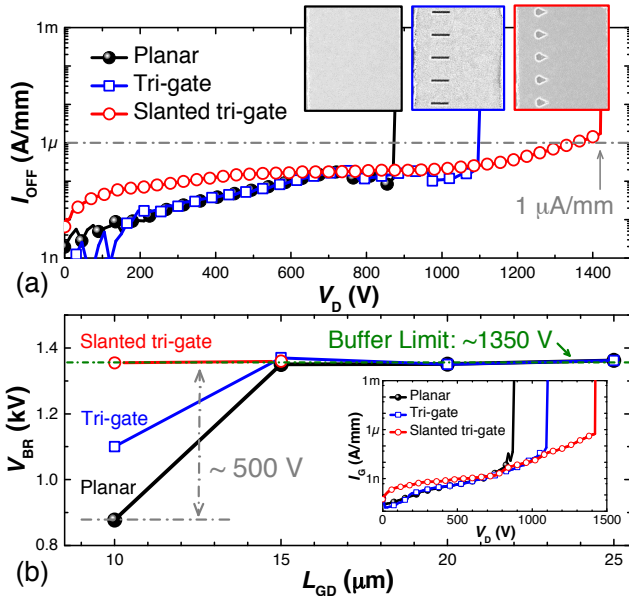 1m
1μ
1n
I_OFF (A/mm)
Planar
Tri-gate
Slanted tri-gate
1 μA/mm
0 200 400 600 800 1000 1200 1400
(a)
V_D (V)
1.4
1.2
1.0
0.8
V_BR (kV)
Slanted tri-gate
Buffer Limit: ~1350 V
Tri-gate
~ 500 V
Planar
1m
1μ
1n
I_G (A/mm)
Planar
Tri-gate
Slanted tri-gate
0 500 1000 1500
V_D (V)
10 15 20 25
(b)
L_GD (μm)